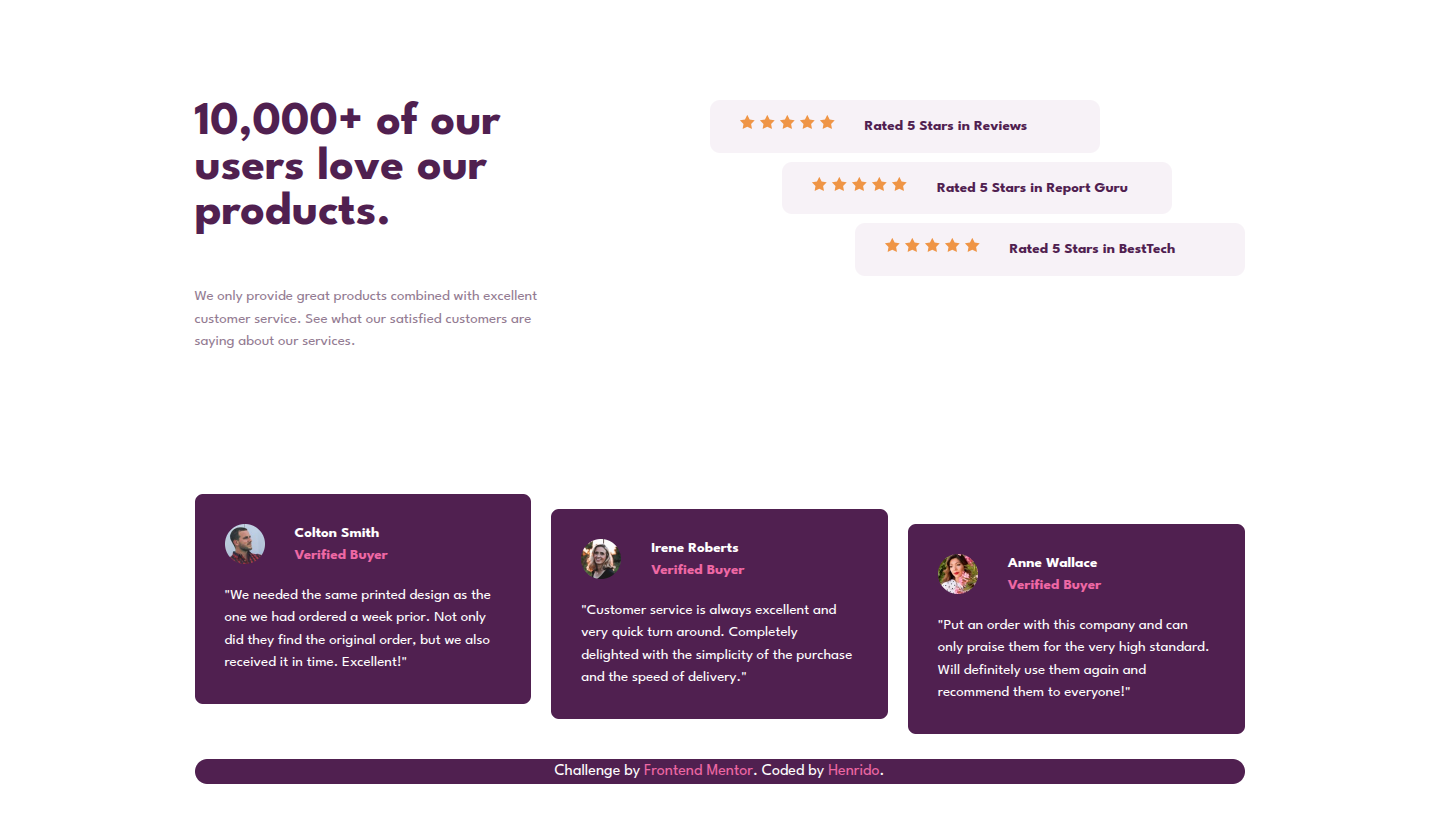 10,000+ of our
users love our
products.
We only provide great products combined with excellent
customer service. See what our satisfied customers are
saying about our services.
Rated 5 Stars in Reviews
Rated 5 Stars in Report Guru
Rated 5 Stars in BestTech
Colton Smith
Verified Buyer
"We needed the same printed design as the
one we had ordered a week prior. Not only
did they find the original order, but we also
received it in time. Excellent!"
Irene Roberts
Verified Buyer
"Customer service is always excellent and
very quick turn around. Completely
delighted with the simplicity of the purchase
and the speed of delivery."
Anne Wallace
Verified Buyer
"Put an order with this company and can
only praise them for the very high standard.
Will definitely use them again and
recommend them to everyone!"
Challenge by Frontend Mentor. Coded by Henrido.